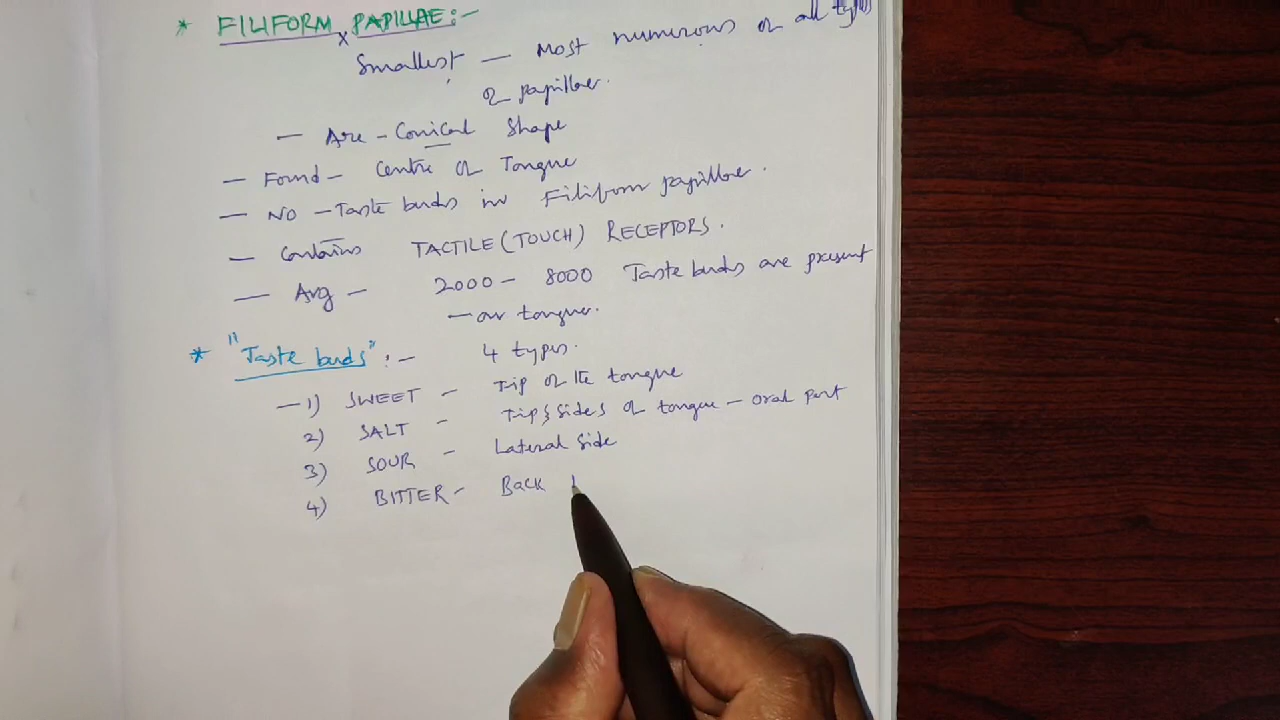 * FILIFORM PAPILLAE:-
Smallest — Most numerous of all types
of papillae.
— Are - Conical Shape
— Found - Centre of Tongue
— NO - Taste buds in Filiform papillae.
— Contains TACTILE (TOUCH) RECEPTORS.
— Avg - 2000 - 8000 Taste buds are present
— on tongue.
* "Taste buds" :- 4 types.
— 1) SWEET - Tip of the tongue
2) SALT - Tip & Sides of tongue - oral part
3) SOUR - Lateral Side
4) BITTER - Back